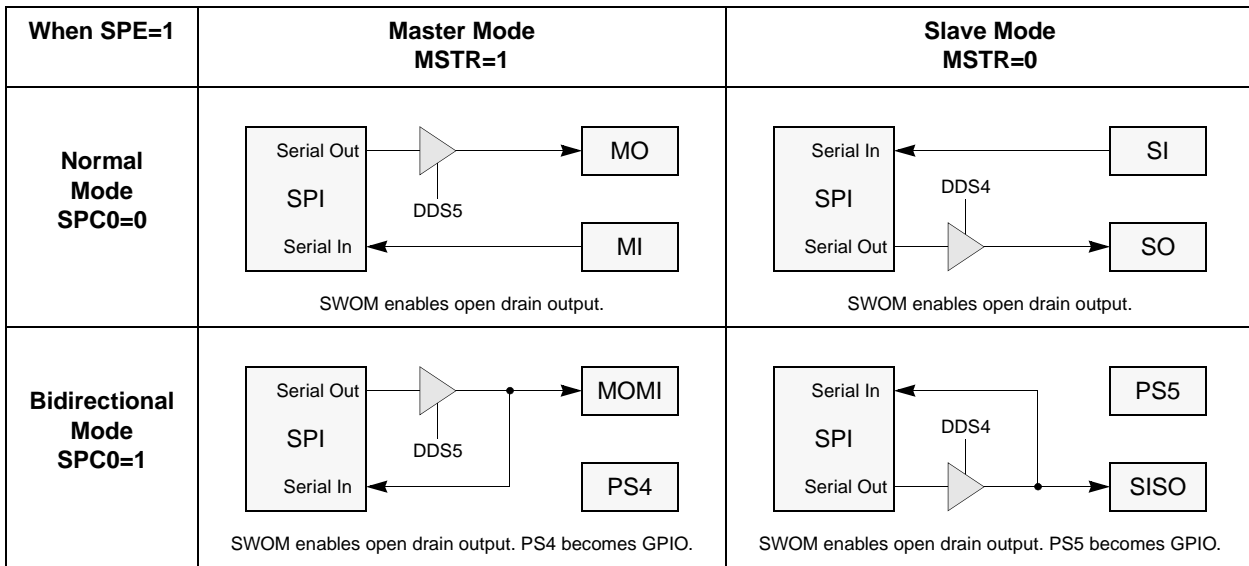 When SPE=1
Master Mode
MSTR=1
Slave Mode
MSTR=0
Normal
Mode
SPC0=0
Serial Out
SPI
Serial In
DDS5
MO
MI
SWOM enables open drain output.
Serial In
SPI
Serial Out
DDS4
SI
SO
SWOM enables open drain output.
Bidirectional
Mode
SPC0=1
Serial Out
SPI
Serial In
DDS5
MOMI
PS4
SWOM enables open drain output. PS4 becomes GPIO.
Serial In
SPI
Serial Out
DDS4
PS5
SISO
SWOM enables open drain output. PS5 becomes GPIO.